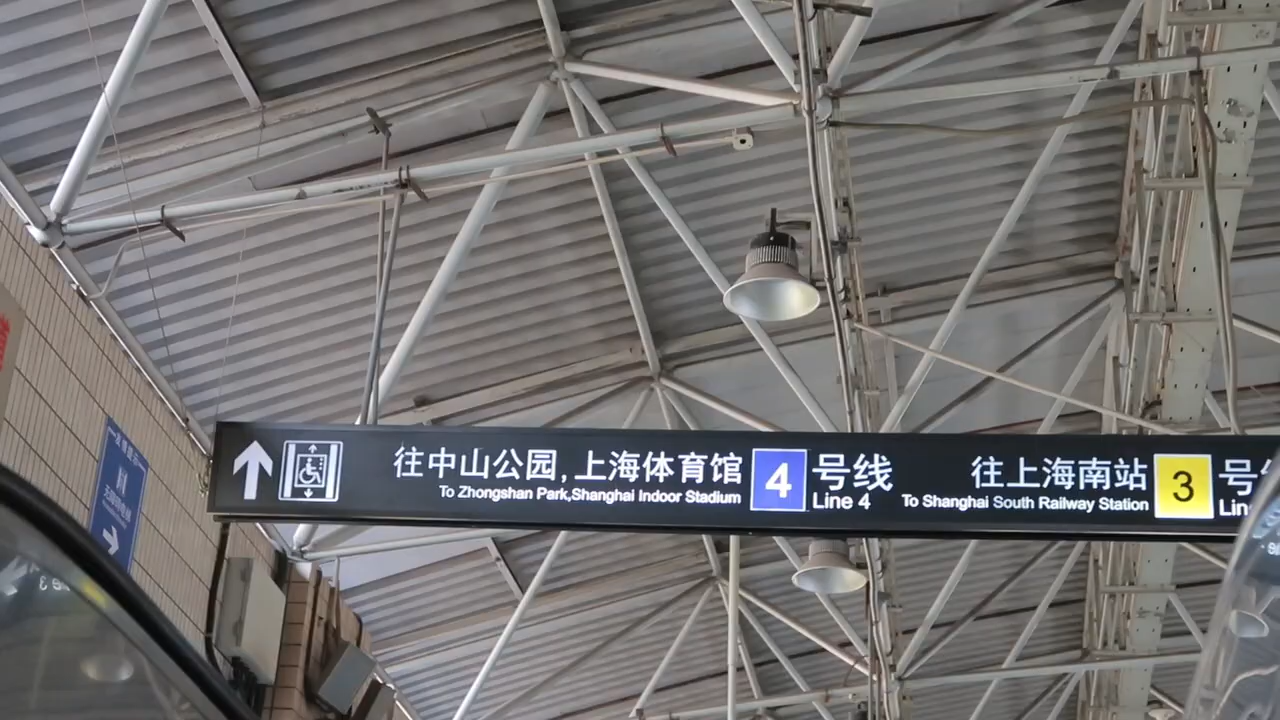 往中山公园,上海体育馆 4 号线
To Zhongshan Park,Shanghai Indoor Stadium Line 4
往上海南站 3 号
To Shanghai South Railway Station